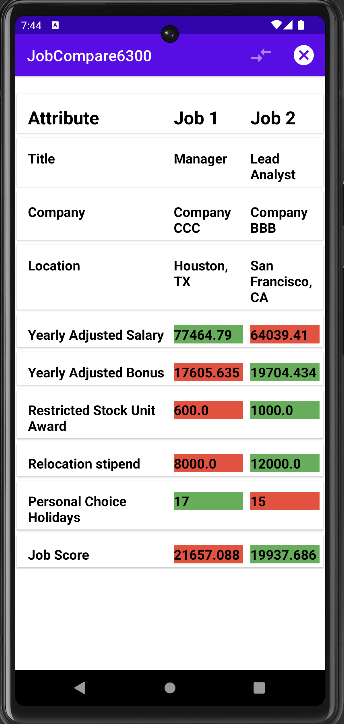 7:44 A
JobCompare6300
Attribute Job 1 Job 2
Title Manager Lead
Analyst
Company Company Company
CCC BBB
Location Houston, San
TX Francisco,
CA
Yearly Adjusted Salary 77464.79 64039.41
Yearly Adjusted Bonus 17605.635 19704.434
Restricted Stock Unit 600.0 1000.0
Award
Relocation stipend 8000.0 12000.0
Personal Choice 17 15
Holidays
Job Score 21657.088 19937.686